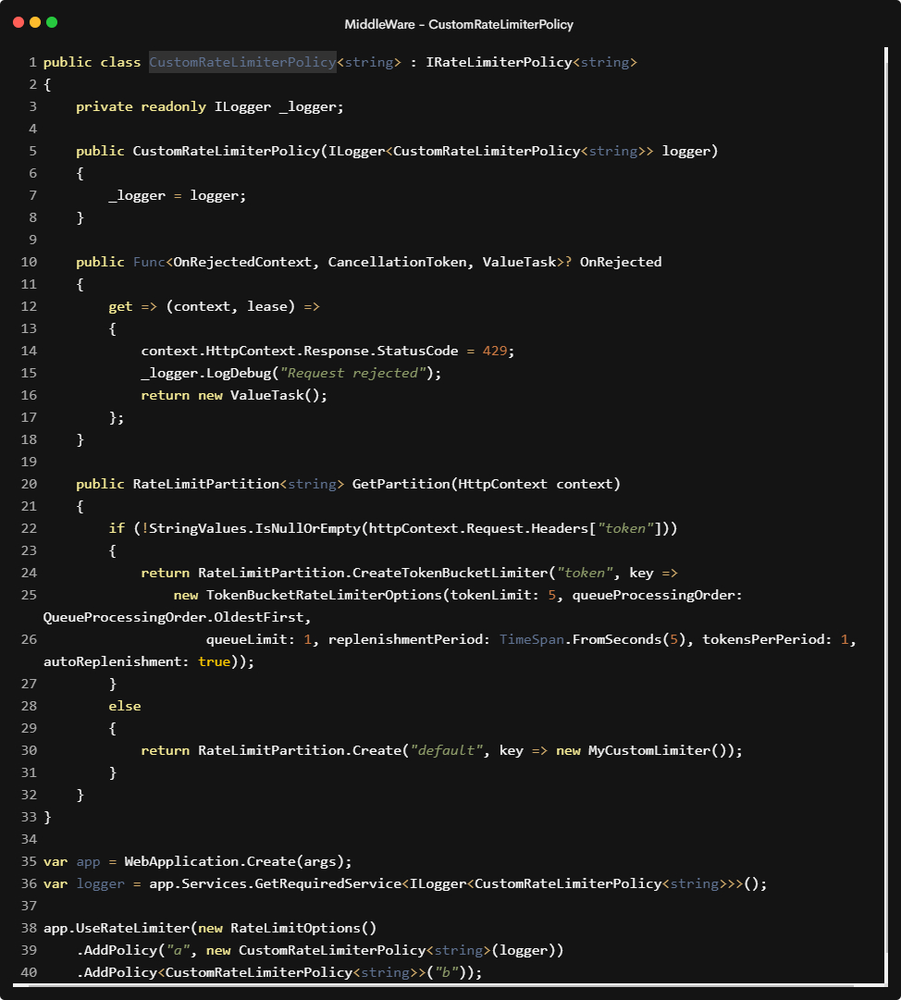 MiddleWare - CustomRateLimiterPolicy
1 public class CustomRateLimiterPolicy<string> : IRateLimiterPolicy<string>
2 {
3     private readonly ILogger _logger;
4
5     public CustomRateLimiterPolicy(ILogger<CustomRateLimiterPolicy<string>> logger)
6     {
7         _logger = logger;
8     }
9
10     public Func<OnRejectedContext, CancellationToken, ValueTask>? OnRejected
11     {
12         get => (context, lease) =>
13         {
14             context.HttpContext.Response.StatusCode = 429;
15             _logger.LogDebug("Request rejected");
16             return new ValueTask();
17         };
18     }
19
20     public RateLimitPartition<string> GetPartition(HttpContext context)
21     {
22         if (!StringValues.IsNullOrEmpty(httpContext.Request.Headers["token"]))
23         {
24             return RateLimitPartition.CreateTokenBucketLimiter("token", key =>
25                 new TokenBucketRateLimiterOptions(tokenLimit: 5, queueProcessingOrder:
QueueProcessingOrder.OldestFirst,
26                     queueLimit: 1, replenishmentPeriod: TimeSpan.FromSeconds(5), tokensPerPeriod: 1,
autoReplenishment: true));
27         }
28         else
29         {
30             return RateLimitPartition.Create("default", key => new MyCustomLimiter());
31         }
32     }
33 }
34
35 var app = WebApplication.Create(args);
36 var logger = app.Services.GetRequiredService<ILogger<CustomRateLimiterPolicy<string>>>();
37
38 app.UseRateLimiter(new RateLimitOptions()
39     .AddPolicy("a", new CustomRateLimiterPolicy<string>(logger))
40     .AddPolicy<CustomRateLimiterPolicy<string>>("b"));